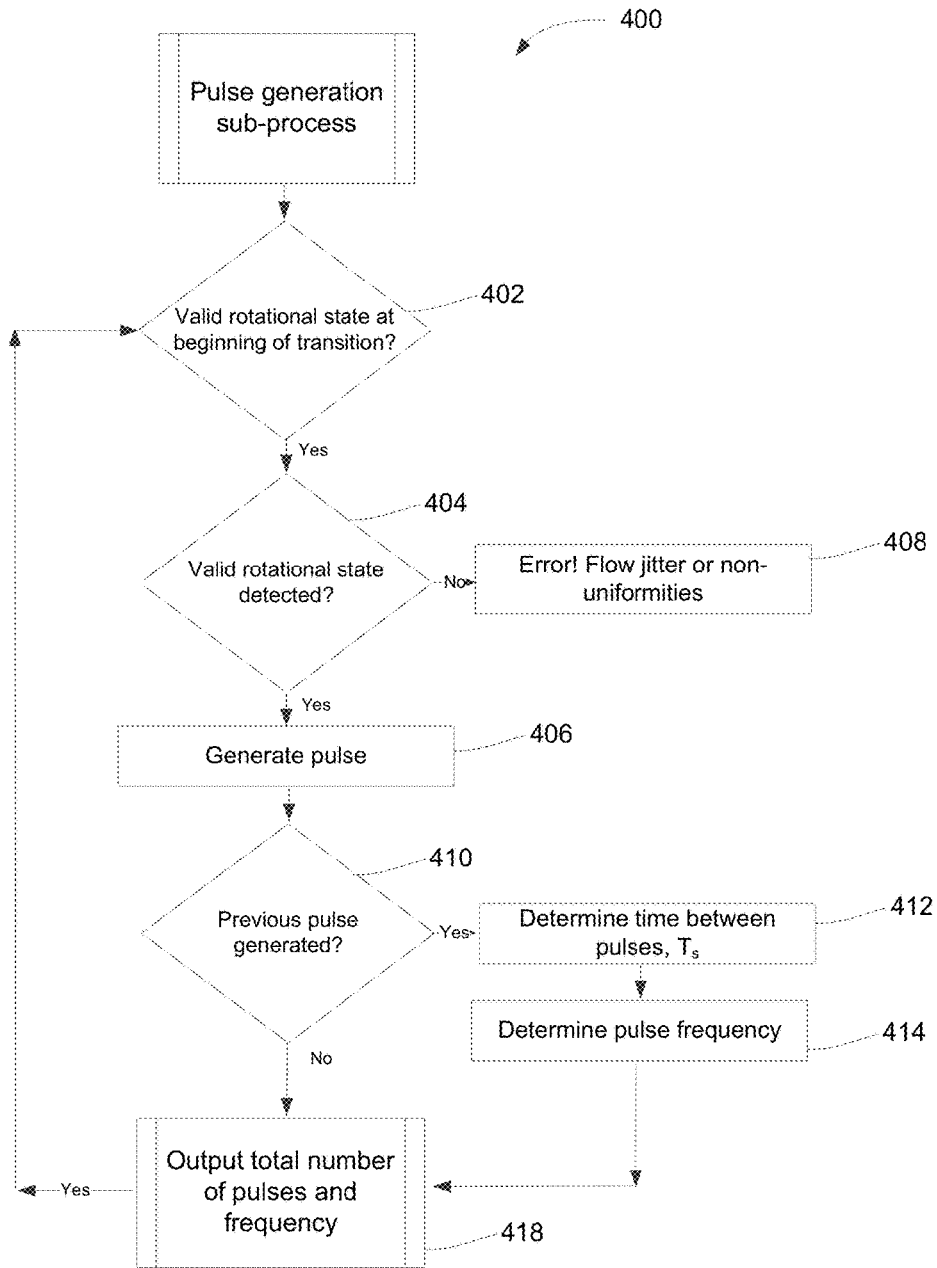 400
Pulse generation
sub-process
402
Valid rotational state at
beginning of transition?
Yes
404
Valid rotational state
detected?
No
408
Error! Flow jitter or non-
uniformities
Yes
406
Generate pulse
410
Previous pulse
generated?
Yes
412
Determine time between
pulses, Ts
Determine pulse frequency
414
No
Output total number
of pulses and
frequency
Yes
418